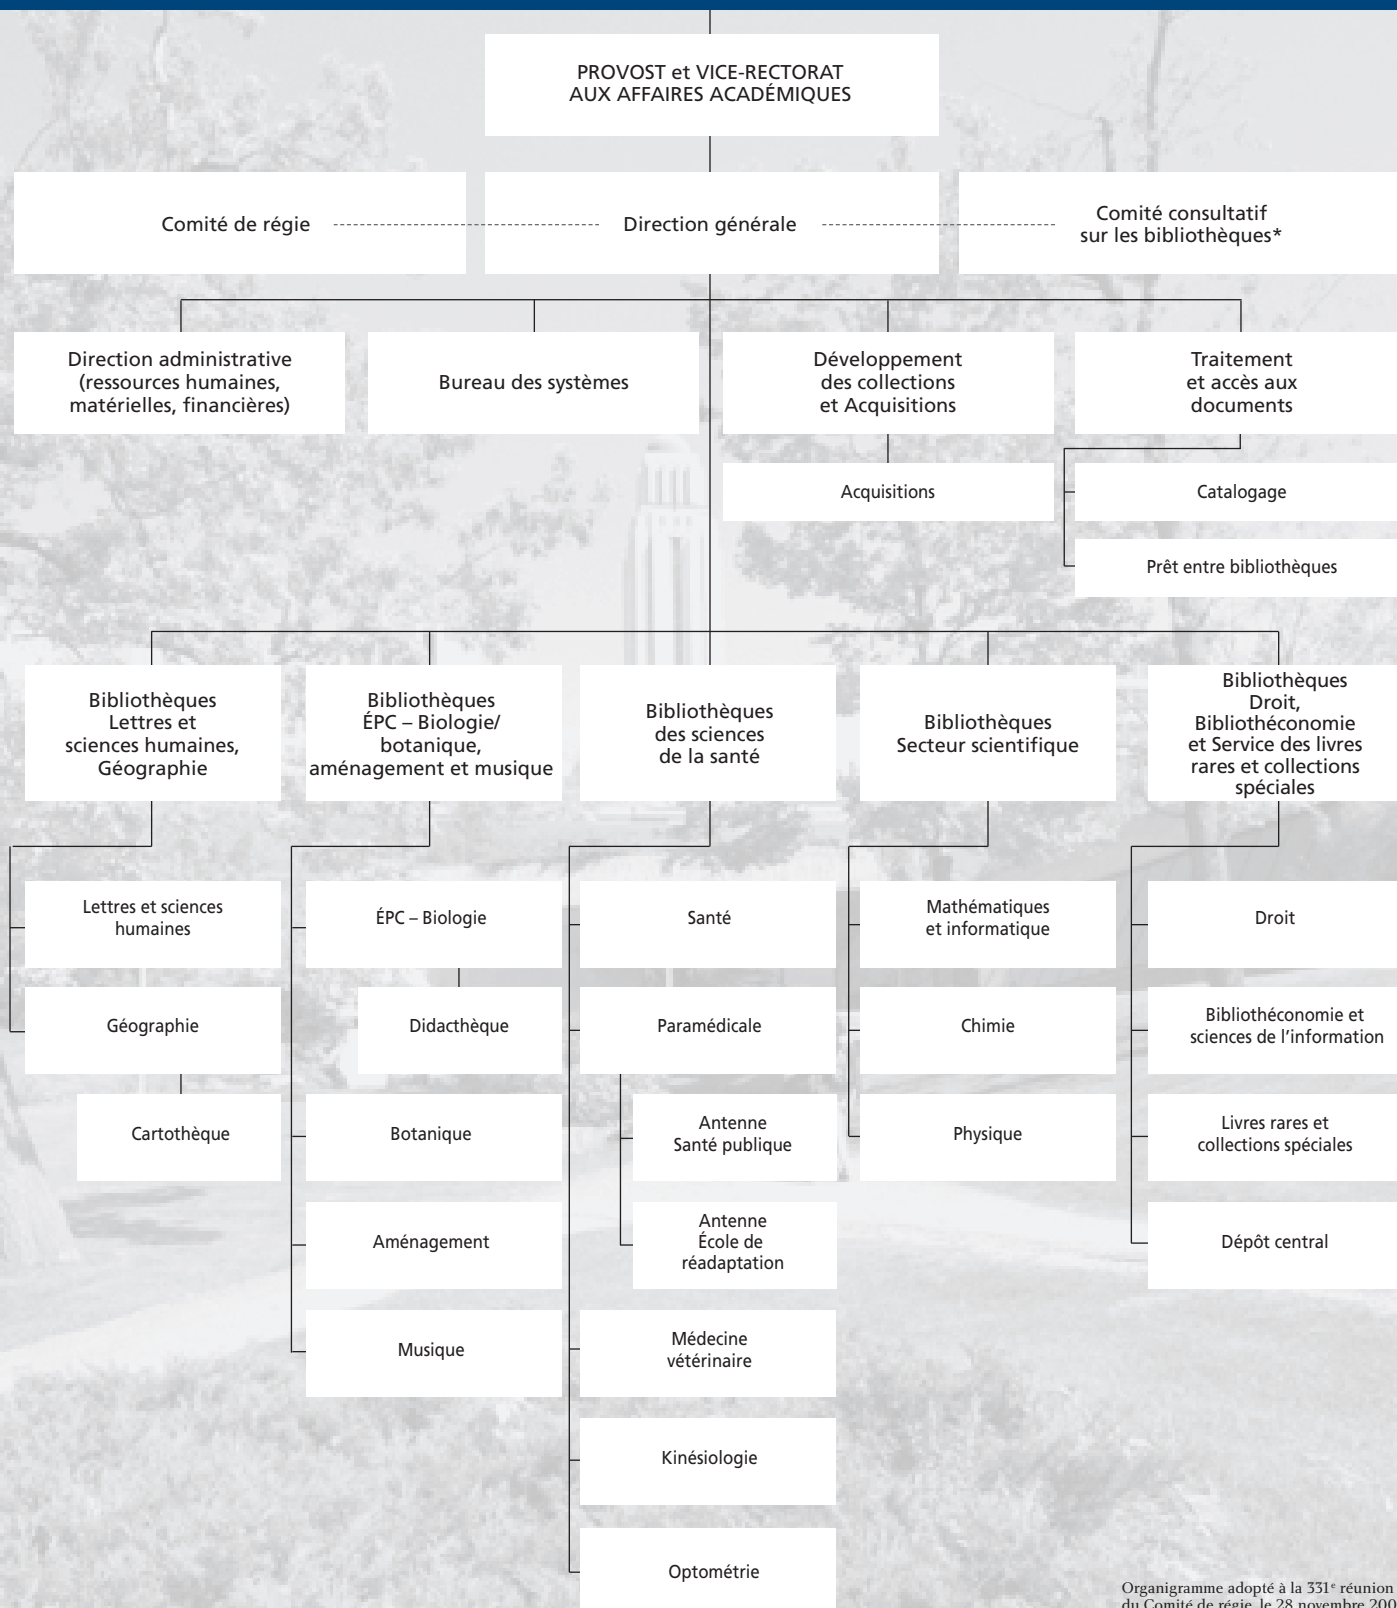 PROVOST et VICE-RECTORAT
AUX AFFAIRES ACADÉMIQUES
Comité de régie
Direction générale
Comité consultatif
sur les bibliothèques*
Direction administrative
(ressources humaines,
matérielles, financières)
Bureau des systèmes
Développement
des collections
et Acquisitions
Traitement
et accès aux
documents
Acquisitions
Catalogage
Prêt entre bibliothèques
Bibliothèques
Lettres et
sciences humaines,
Géographie
Bibliothèques
ÉPC – Biologie/
botanique,
aménagement et musique
Bibliothèques
des sciences
de la santé
Bibliothèques
Secteur scientifique
Bibliothèques
Droit,
Bibliothéconomie
et Service des livres
rares et collections
spéciales
Lettres et sciences
humaines
Géographie
Cartothèque
ÉPC – Biologie
Didacthèque
Botanique
Aménagement
Musique
Santé
Paramédicale
Antenne
Santé publique
Antenne
École de
réadaptation
Médecine
vétérinaire
Kinésiologie
Optométrie
Mathématiques
et informatique
Chimie
Physique
Droit
Bibliothéconomie et
sciences de l'information
Livres rares et
collections spéciales
Dépôt central
Organigramme adopté à la 331e réunion
du Comité de régie, le 28 novembre